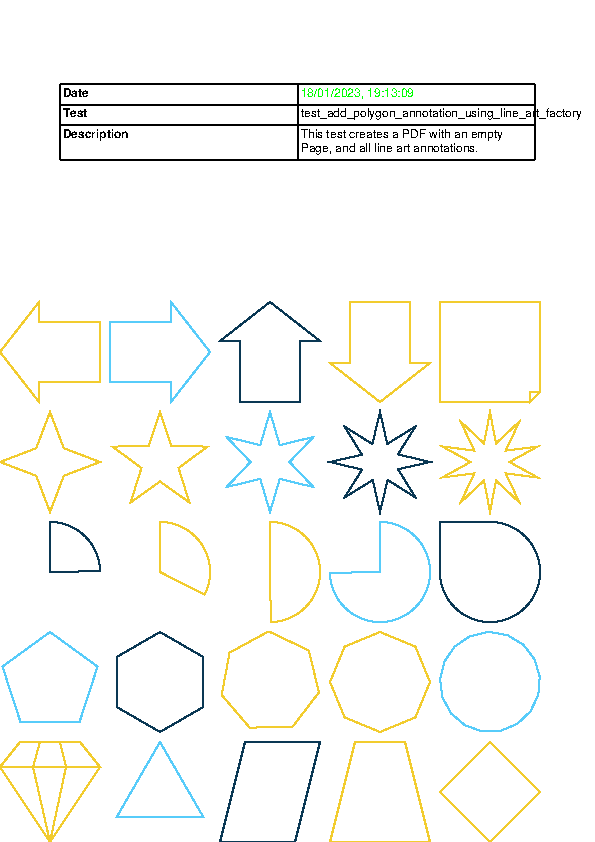 Date 18/01/2023, 19:13:09
Test test_add_polygon_annotation_using_line_art_factory
Description This test creates a PDF with an empty
Page, and all line art annotations.